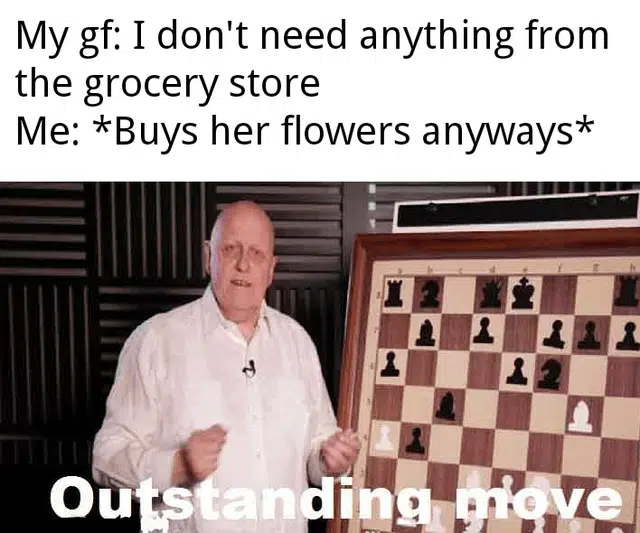 My gf: I don't need anything from
the grocery store
Me: *Buys her flowers anyways*
Outstanding move